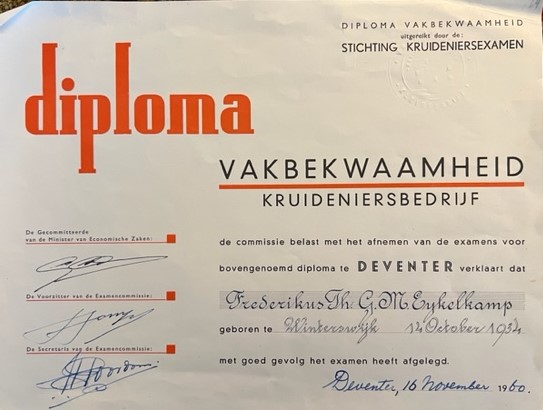 DIPLOMA VAKBEKWAAMHEID
uitgereikt door de:
STICHTING KRUIDENIERSEXAMEN
diploma
VAKBEKWAAMHEID
KRUIDENIERSBEDRIJF
De Gecommitteerde
van de Minister van Economische Zaken:
de commissie belast met het afnemen van de examens voor
bovengenoemd diploma te DEVENTER verklaart dat
De Voorzitter van de Examencommissie:
Frederikus Th. G. M. Eykelkamp
geboren te Winterswijk 14 October 1934
De Secretaris van de Examencommissie:
met goed gevolg het examen heeft afgelegd.
Deventer, 16 November 1960.